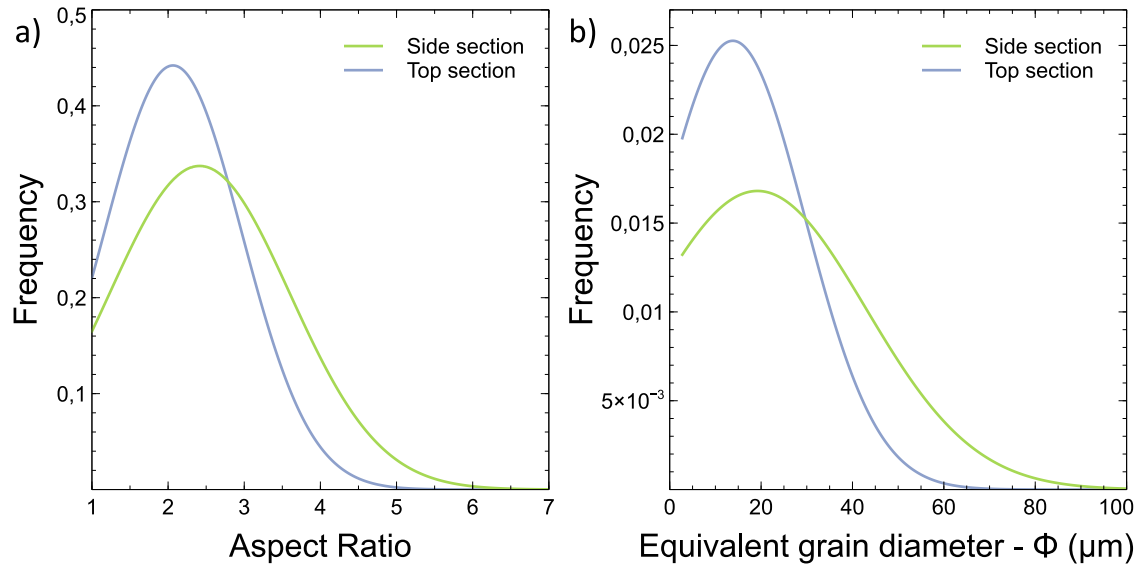 a)
0,5
0,4
0,3
0,2
0,1
Frequency
Side section
Top section
1 2 3 4 5 6 7
Aspect Ratio
b)
0,025
0,02
0,015
0,01
5×10⁻³
Frequency
Side section
Top section
0 20 40 60 80 100
Equivalent grain diameter - Φ (μm)